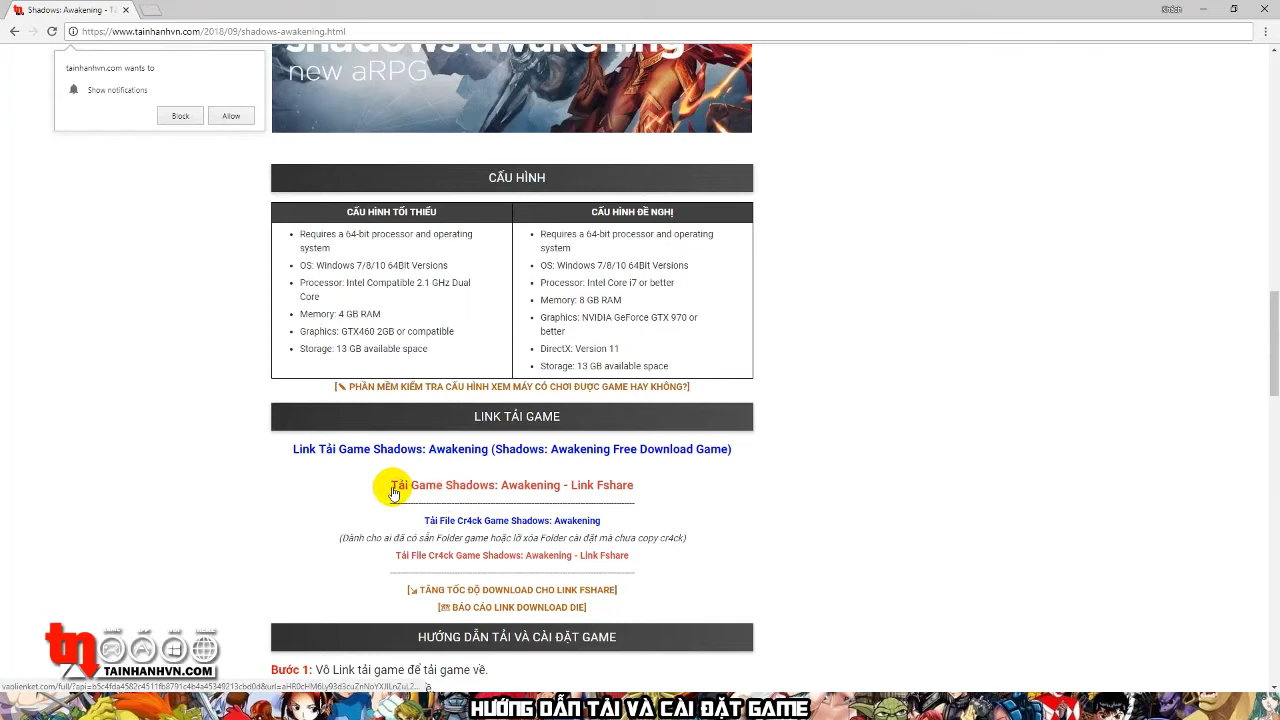 Shadows: Awakening - Tả
https://www.tainhanhvn.com/2018/09/shadows-awakening.html
tainhanhvn.com wants to
Show notifications
Block
Allow
shadows awakening
new aRPG
CẤU HÌNH
CẤU HÌNH TỐI THIỂU
Requires a 64-bit processor and operating
system
OS: Windows 7/8/10 64Bit Versions
Processor: Intel Compatible 2.1 GHz Dual
Core
Memory: 4 GB RAM
Graphics: GTX460 2GB or compatible
Storage: 13 GB available space
CẤU HÌNH ĐỀ NGHỊ
Requires a 64-bit processor and operating
system
OS: Windows 7/8/10 64Bit Versions
Processor: Intel Core i7 or better
Memory: 8 GB RAM
Graphics: NVIDIA GeForce GTX 970 or
better
DirectX: Version 11
Storage: 13 GB available space
[✎ PHẦN MỀM KIỂM TRA CẤU HÌNH XEM MÁY CÓ CHƠI ĐƯỢC GAME HAY KHÔNG?]
LINK TẢI GAME
Link Tải Game Shadows: Awakening (Shadows: Awakening Free Download Game)
Tải Game Shadows: Awakening - Link Fshare
Tải File Cr4ck Game Shadows: Awakening
(Dành cho ai đã có sẵn Folder game hoặc lỡ xóa Folder cài đặt mà chưa copy cr4ck)
Tải File Cr4ck Game Shadows: Awakening - Link Fshare
[⇘ TĂNG TỐC ĐỘ DOWNLOAD CHO LINK FSHARE]
[☏ BÁO CÁO LINK DOWNLOAD DIE]
HƯỚNG DẪN TẢI VÀ CÀI ĐẶT GAME
Bước 1: Vô Link tải game để tải game về.
GAME
APP
tn
TAINHANHVN.COM
HƯỚNG DẪN TẢI VÀ CÀI ĐẶT GAME